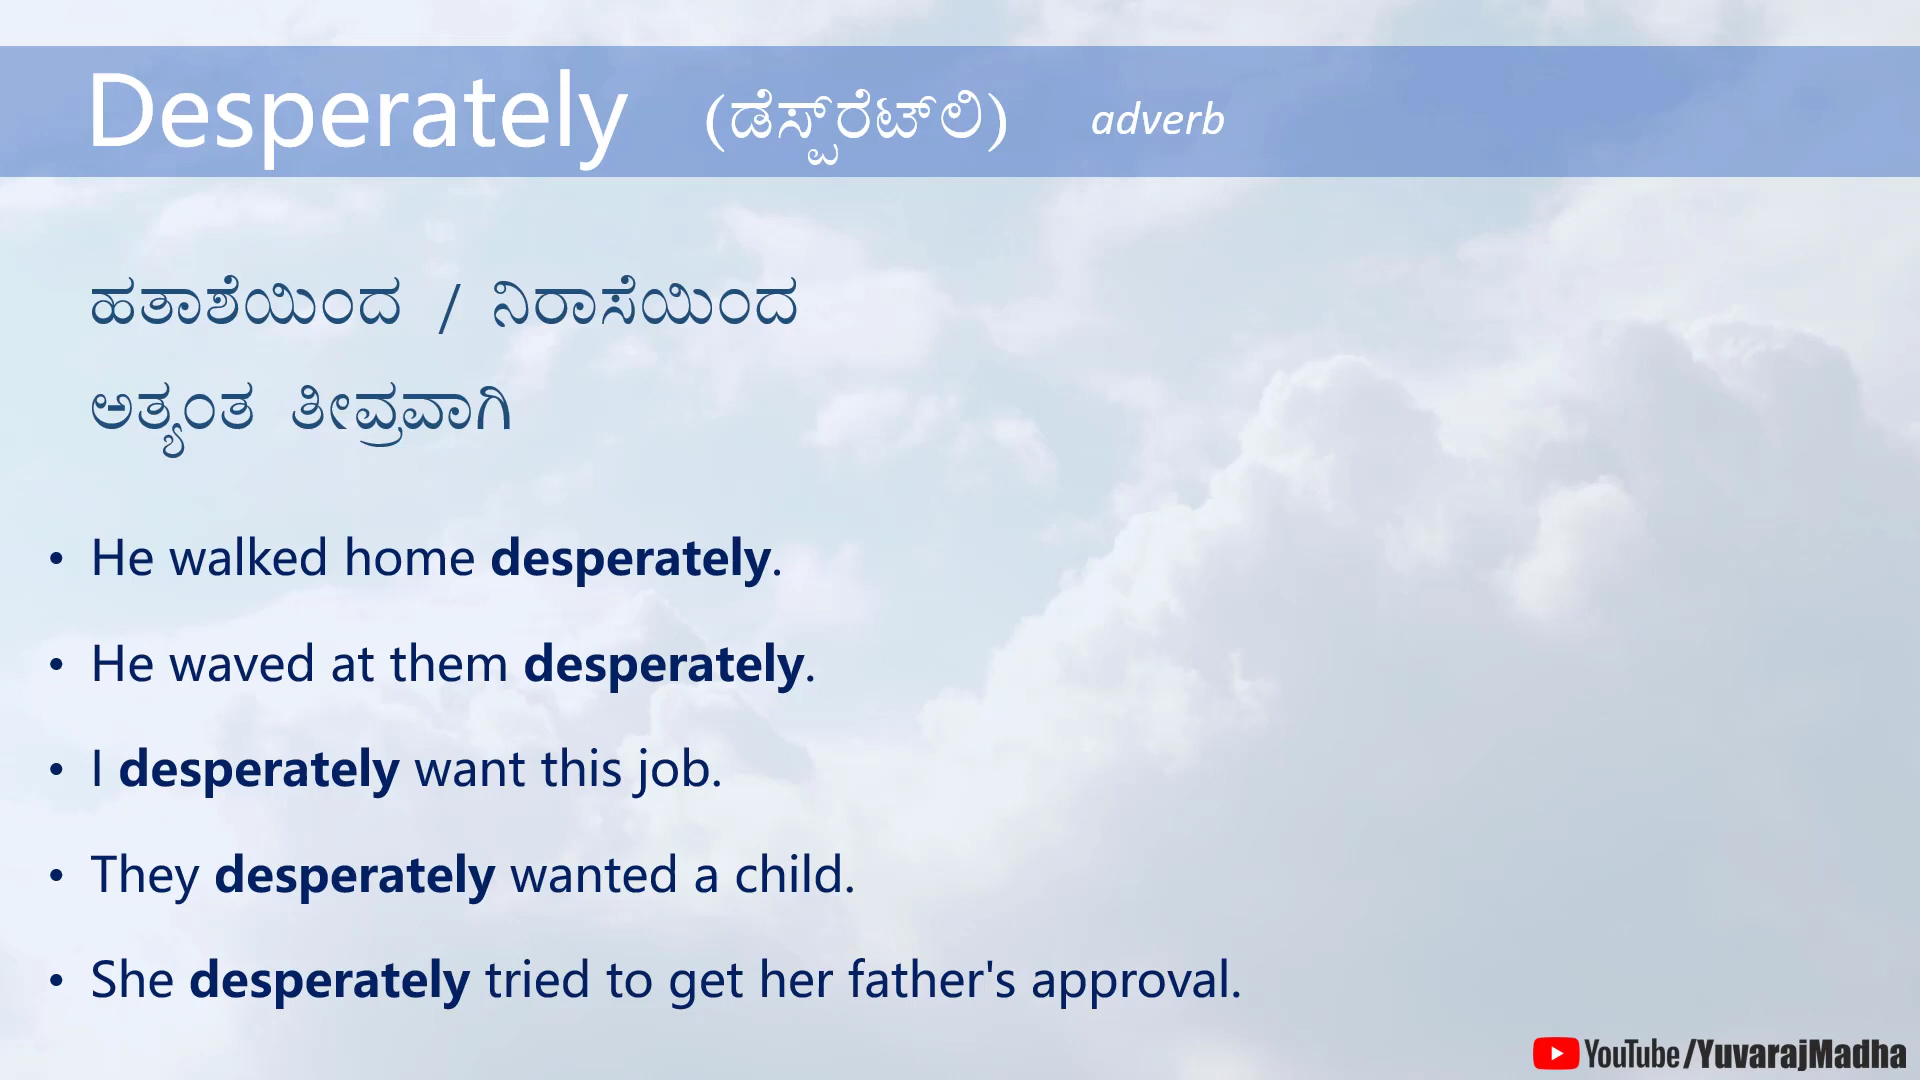 Desperately (ಡೆಸ್ಪ್‌ರೆಟ್‌ಲಿ) adverb
ಹತಾಶೆಯಿಂದ / ನಿರಾಸೆಯಿಂದ
ಅತ್ಯಂತ ತೀವ್ರವಾಗಿ
• He walked home desperately.
• He waved at them desperately.
• I desperately want this job.
• They desperately wanted a child.
• She desperately tried to get her father's approval.
YouTube/YuvarajMadha